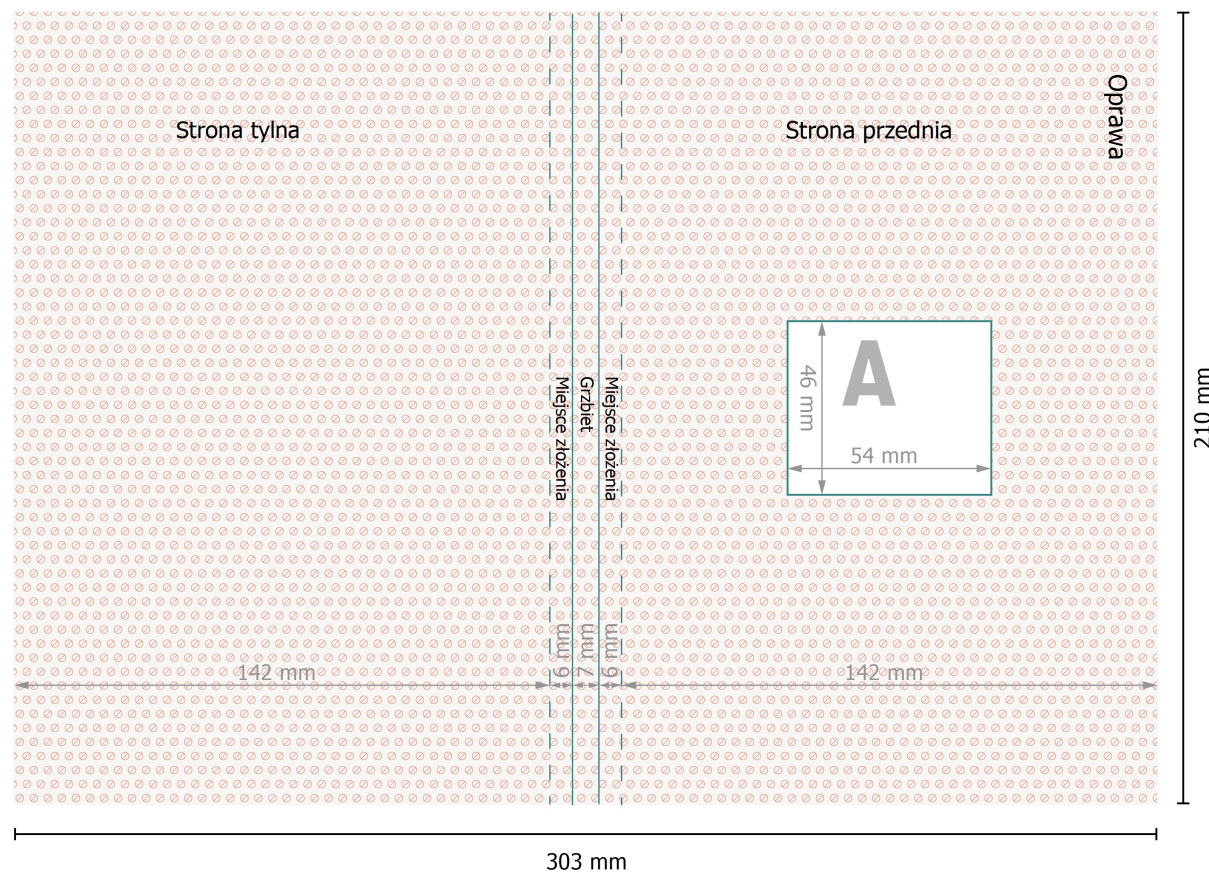 Oprawa
Strona tylna
Strona przednia
Miejsce złożenia
Grzbiet
Miejsce złożenia
A
46 mm
54 mm
210 mm
142 mm
6 mm
7 mm
6 mm
142 mm
303 mm